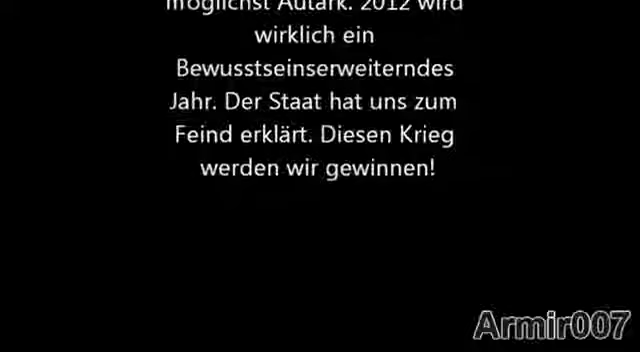 möglichst Autark. 2012 wird
wirklich ein
Bewusstseinserweiterndes
Jahr. Der Staat hat uns zum
Feind erklärt. Diesen Krieg
werden wir gewinnen!
Armir007